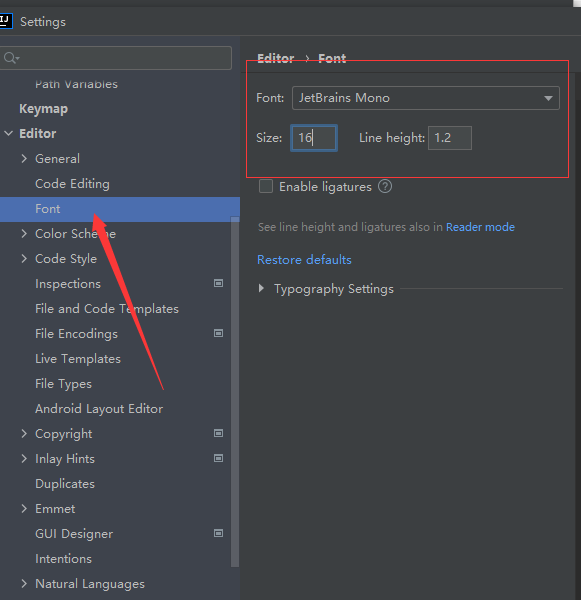 IJ
Settings
Path Variables
Keymap
Editor
General
Code Editing
Font
Color Scheme
Code Style
Inspections
File and Code Templates
File Encodings
Live Templates
File Types
Android Layout Editor
Copyright
Inlay Hints
Duplicates
Emmet
GUI Designer
Intentions
Natural Languages
Editor › Font
Font: JetBrains Mono
Size: 16 Line height: 1.2
Enable ligatures ?
See line height and ligatures also in Reader mode
Restore defaults
Typography Settings